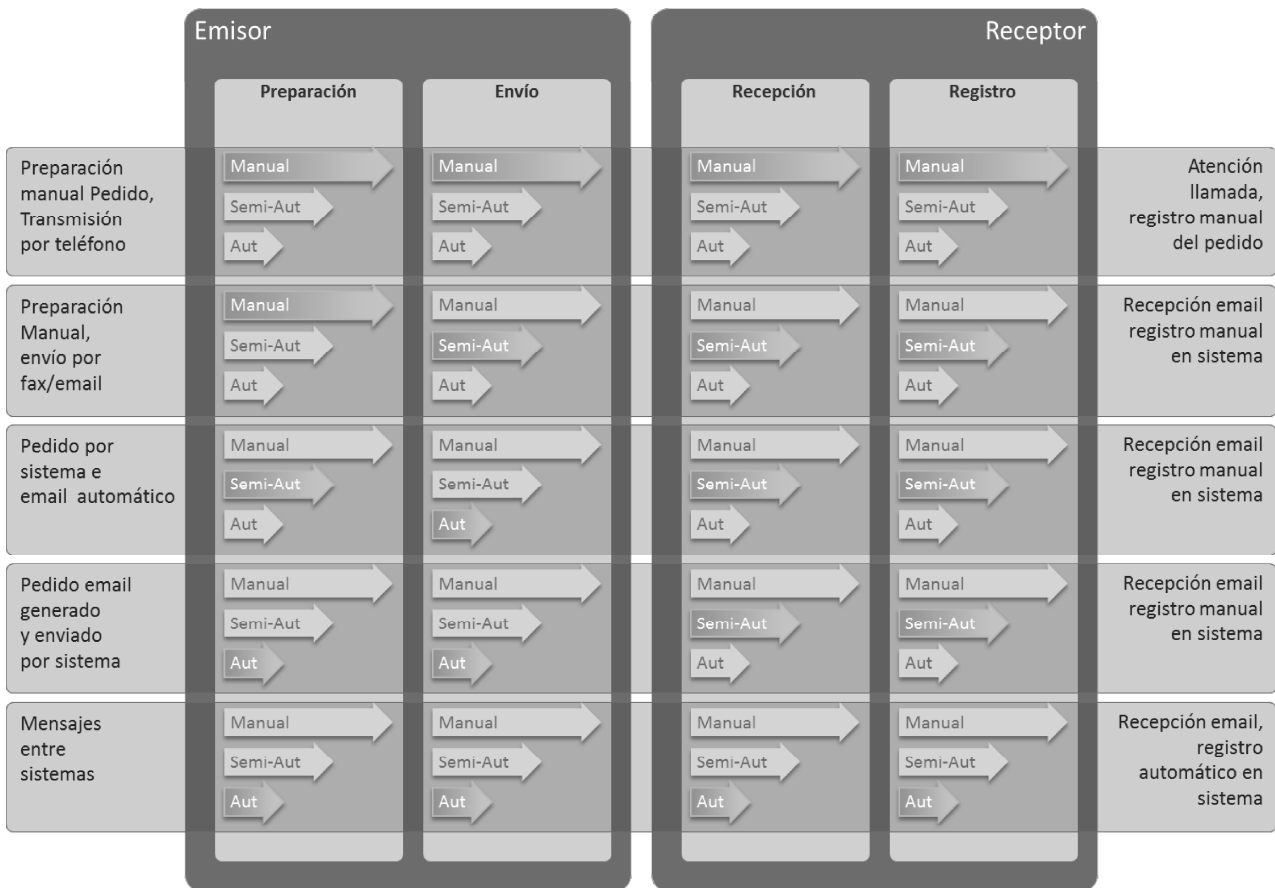 Emisor
Receptor
Preparación
Envío
Recepción
Registro
Preparación
manual Pedido,
Transmisión
por teléfono
Manual
Semi-Aut
Aut
Manual
Semi-Aut
Aut
Manual
Semi-Aut
Aut
Manual
Semi-Aut
Aut
Atención
llamada,
registro manual
del pedido
Preparación
Manual,
envío por
fax/email
Manual
Semi-Aut
Aut
Manual
Semi-Aut
Aut
Manual
Semi-Aut
Aut
Manual
Semi-Aut
Aut
Recepción email
registro manual
en sistema
Pedido por
sistema e
email automático
Manual
Semi-Aut
Aut
Manual
Semi-Aut
Aut
Manual
Semi-Aut
Aut
Manual
Semi-Aut
Aut
Recepción email
registro manual
en sistema
Pedido email
generado
y enviado
por sistema
Manual
Semi-Aut
Aut
Manual
Semi-Aut
Aut
Manual
Semi-Aut
Aut
Manual
Semi-Aut
Aut
Recepción email
registro manual
en sistema
Mensajes
entre
sistemas
Manual
Semi-Aut
Aut
Manual
Semi-Aut
Aut
Manual
Semi-Aut
Aut
Manual
Semi-Aut
Aut
Recepción email,
registro
automático en
sistema